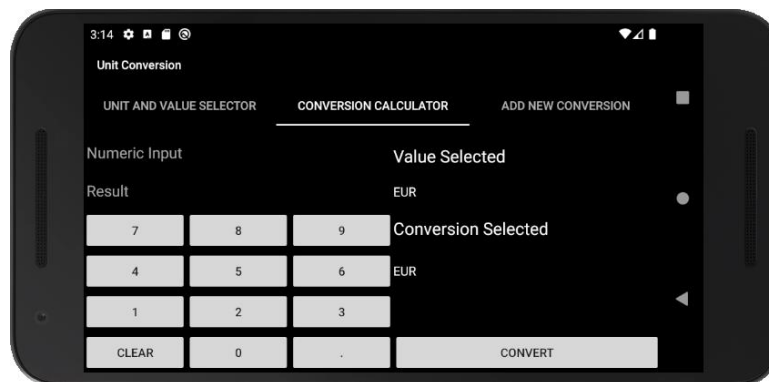 3:14
Unit Conversion
UNIT AND VALUE SELECTOR CONVERSION CALCULATOR ADD NEW CONVERSION
Numeric Input Value Selected
Result EUR
7 8 9 Conversion Selected
4 5 6 EUR
1 2 3
CLEAR 0 . CONVERT